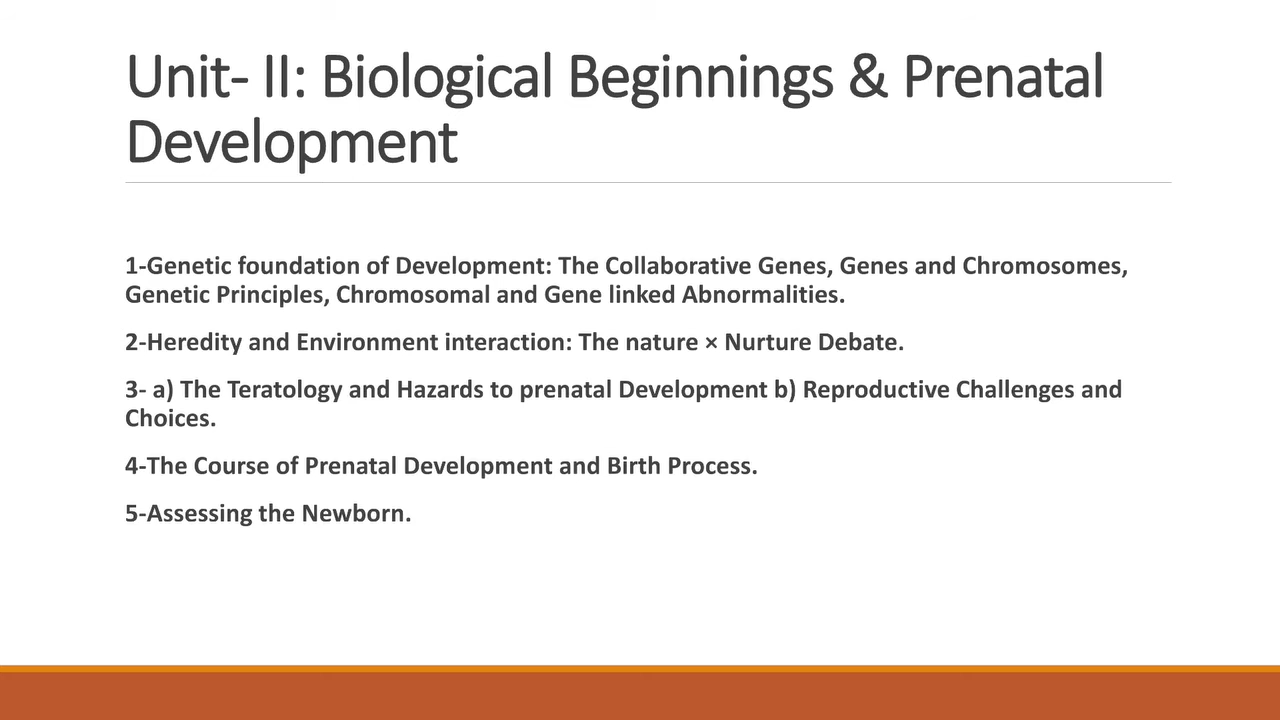 Unit- II: Biological Beginnings & Prenatal
Development
1-Genetic foundation of Development: The Collaborative Genes, Genes and Chromosomes,
Genetic Principles, Chromosomal and Gene linked Abnormalities.
2-Heredity and Environment interaction: The nature × Nurture Debate.
3- a) The Teratology and Hazards to prenatal Development b) Reproductive Challenges and
Choices.
4-The Course of Prenatal Development and Birth Process.
5-Assessing the Newborn.